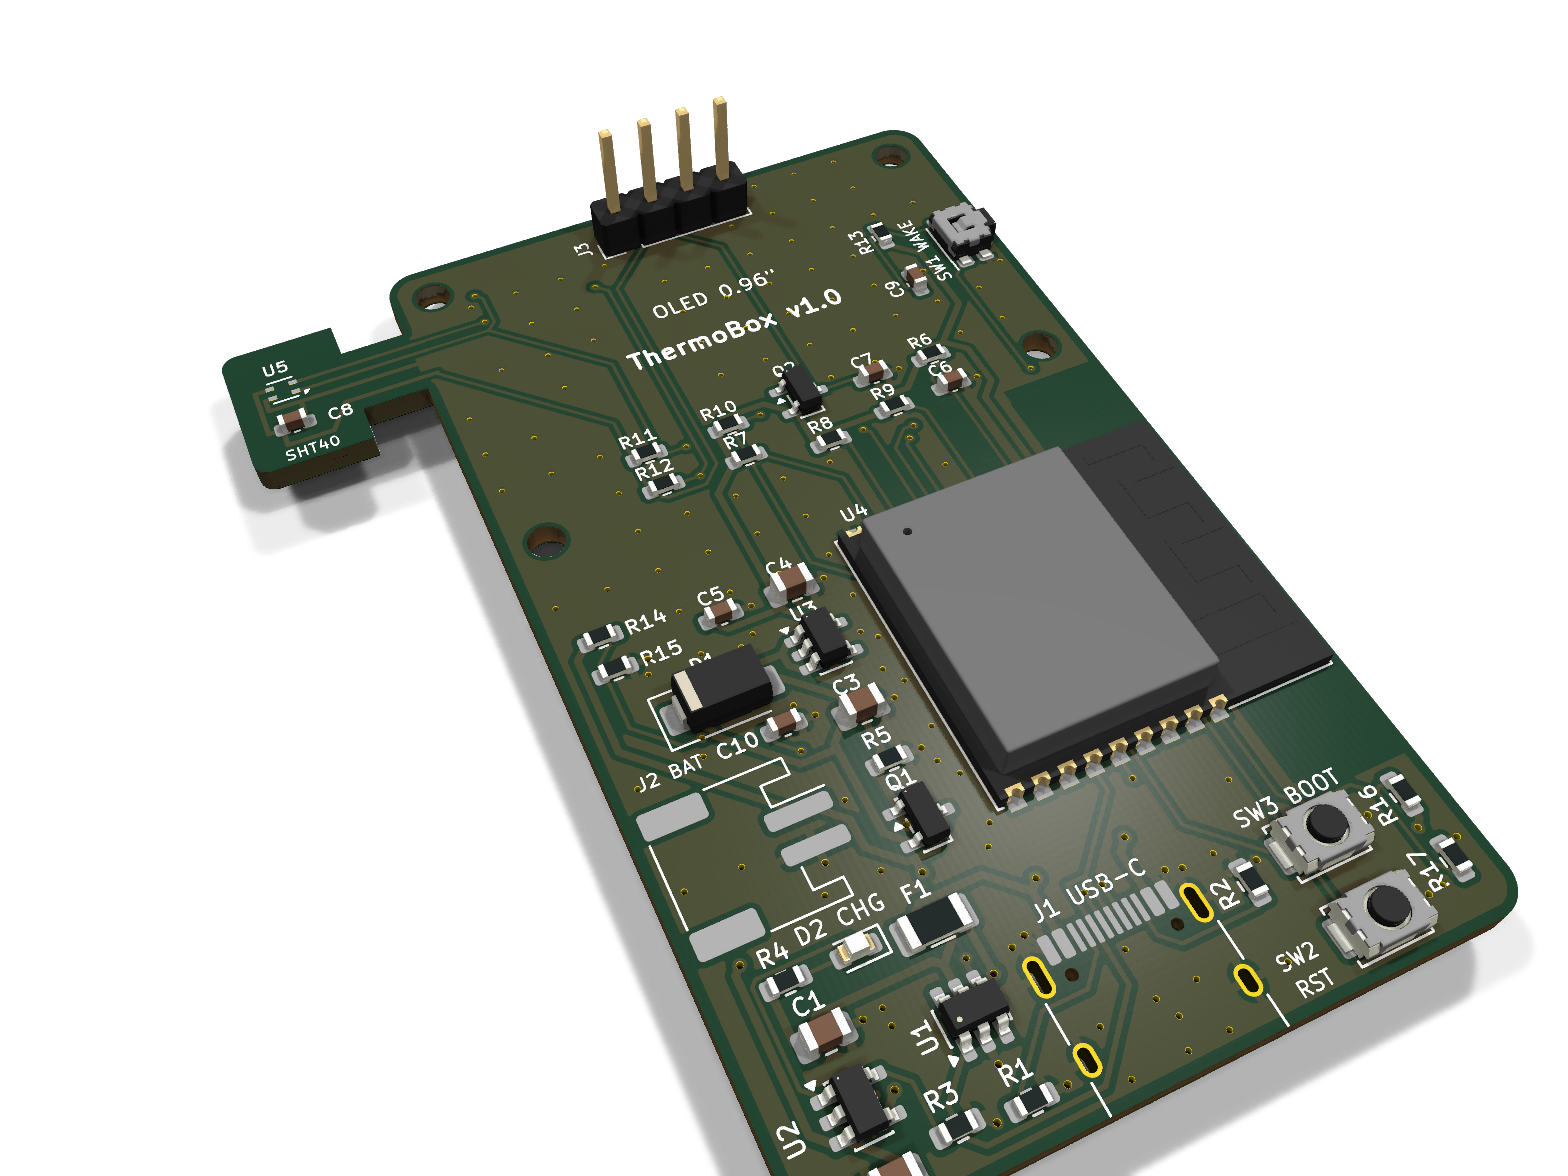 J3
R13
SW1 WAKE
C9
OLED 0.96"
ThermoBox v1.0
U5
C8
SHT40
C7
R6
C6
R9
R10
R8
R7
R11
R12
U4
C4
C5
U3
R14
R15
C3
C10
J2 BAT
R5
Q1
SW3 BOOT
R16
R17
R2
J1 USB-C
F1
D2 CHG
R4
C1
SW2
RST
U1
R1
R3
U2